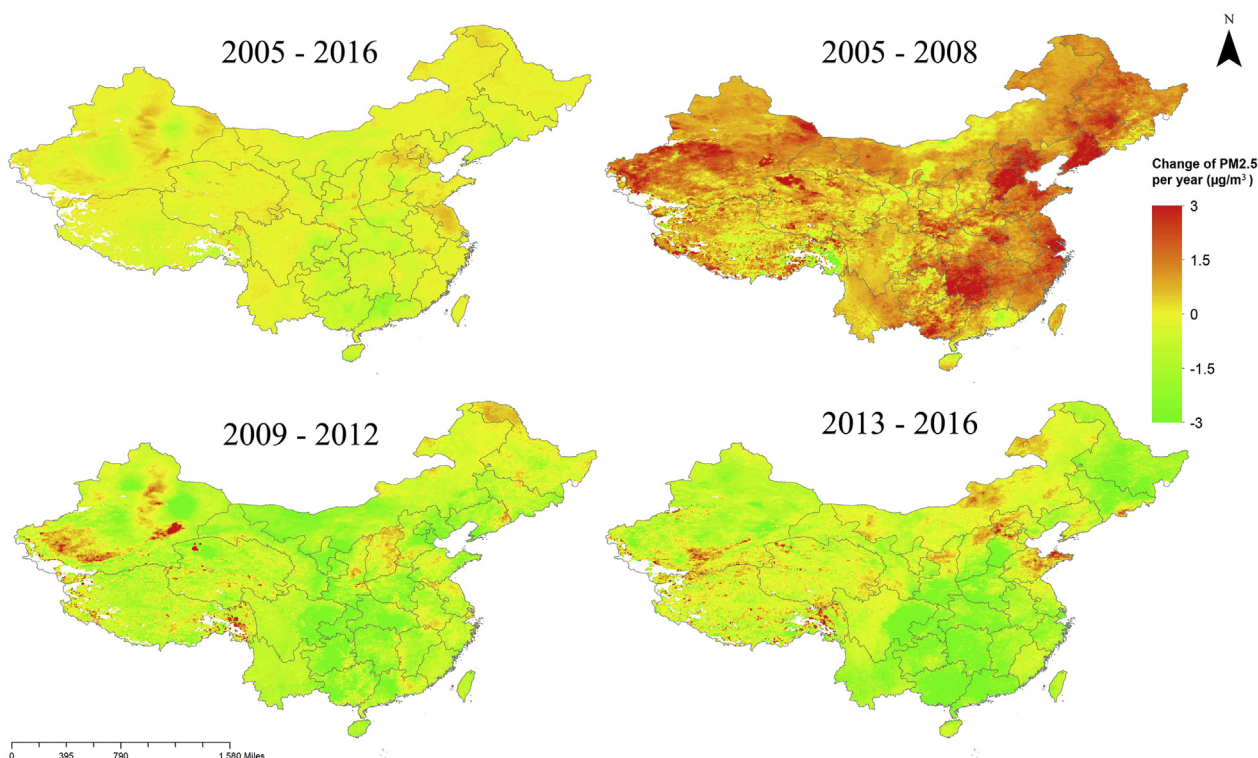 2005 - 2016
2005 - 2008
N
Change of PM2.5
per year (µg/m³ )
3
1.5
0
-1.5
-3
2009 - 2012
2013 - 2016
0 395 790 1,580 Miles